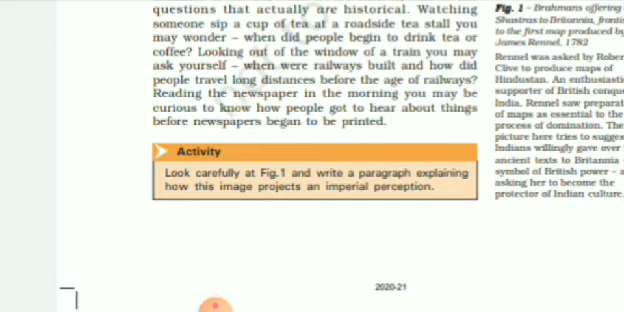 questions that actually are historical. Watching
someone sip a cup of tea at a roadside tea stall you
may wonder – when did people begin to drink tea or
coffee? Looking out of the window of a train you may
ask yourself – when were railways built and how did
people travel long distances before the age of railways?
Reading the newspaper in the morning you may be
curious to know how people got to hear about things
before newspapers began to be printed.
Activity
Look carefully at Fig.1 and write a paragraph explaining
how this image projects an imperial perception.
Fig. 1 – Brahmans offering
Shastras to Britannia,
to the first map produced by
James Rennel, 1782
Rennel was asked by
Clive to produce maps of
Hindustan. An
supporter of British
India, Rennel saw
of maps as essential to the
process of domination. The
picture here tries to
Indians willingly gave over
ancient texts to Britannia
symbol of British power –
asking her to become the
protector of Indian culture.
2020-21